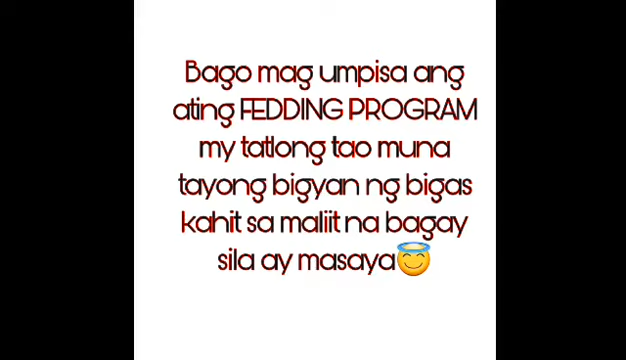 Bago mag umpisa ang
ating FEDDING PROGRAM
my tatlong tao muna
tayong bigyan ng bigas
kahit sa maliit na bagay
sila ay masaya😇